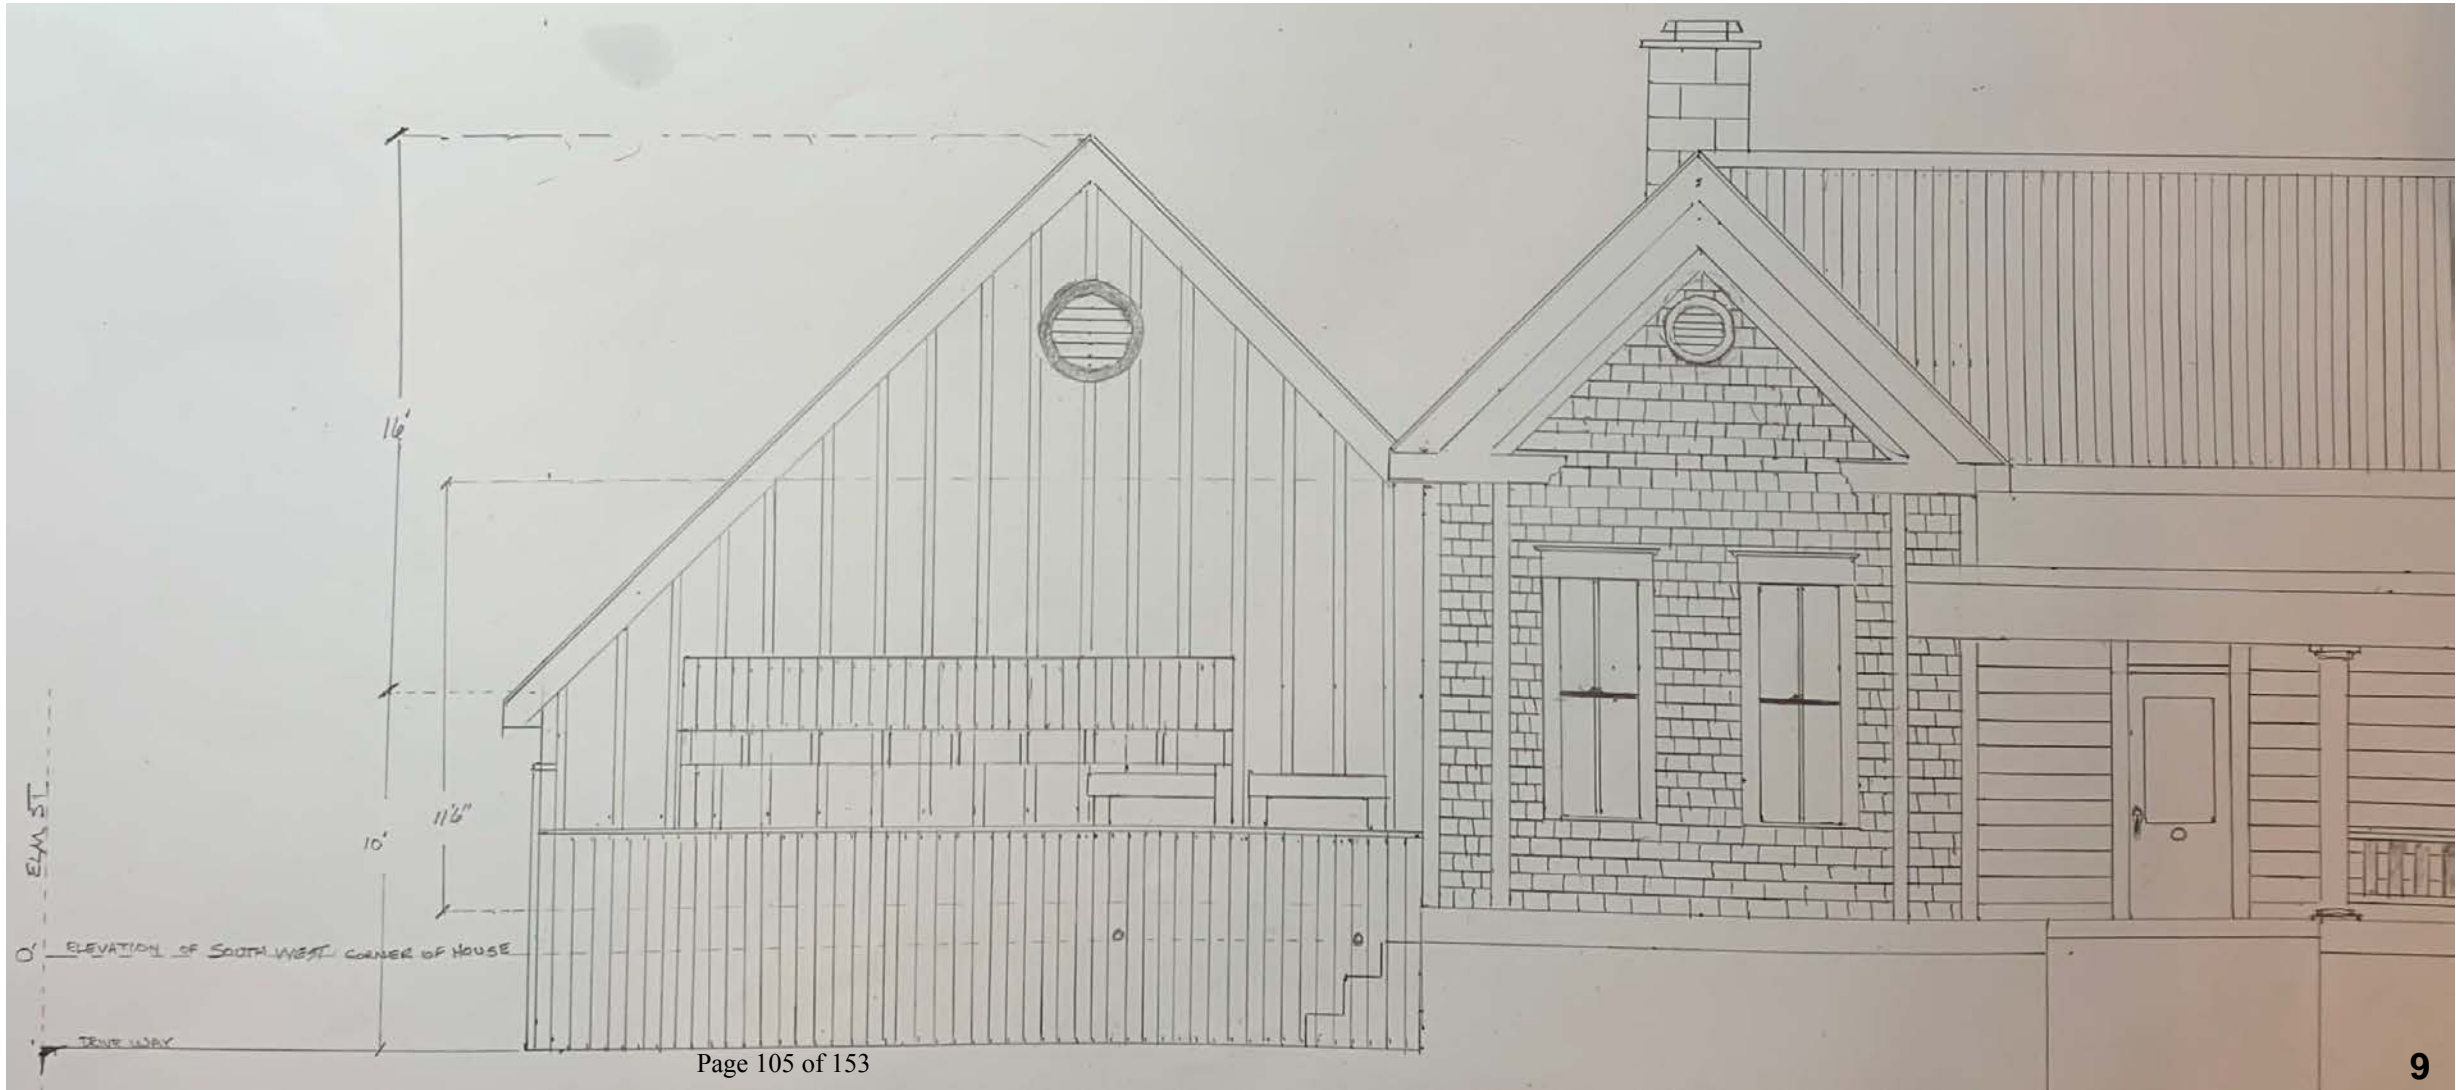 16'
11'6"
10'
ELM ST
0' ELEVATION OF SOUTH WEST CORNER OF HOUSE
DRIVE WAY
Page 105 of 153
9